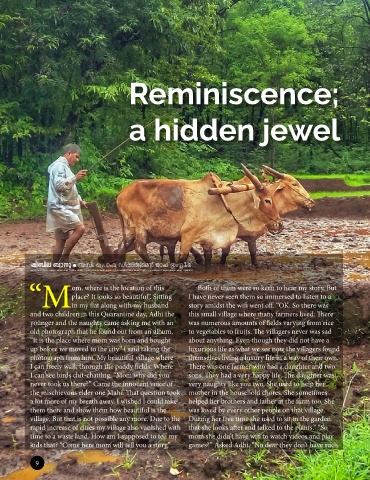 Reminiscence;
a hidden jewel
"Mom, where is the location of this
place? It looks so beautiful". Sitting
in my flat along with my husband
and two children in this Quarantine day, Adhi the
younger and the naughty came asking me with an
old photograph that he found out from an album.
"It is the place where mom was born and bought
up before we moved to the city" I said taking the
photograph from him. My beautiful village where
I can freely walk through the paddy fields. Where
I can see birds chit-chatting. "Mom why did you
never took us there?" Came the innocent voice of
the mischievous elder one Mahi. That question took
a lot more of my breath away. I wished I could take
them there and show them how beautiful is the
village. But that is not possible anymore. Due to the
rapid increase of cities my village also vanished with
time to a waste land. How am I supposed to tell my
kids that? "Come here mom will tell you a story."
Both of them were so keen to hear my story. But
I have never seen them so immersed to listen to a
story amidst the wifi went off. "OK. So there was
this small village where many farmers lived. There
was numerous amounts of fields varying from rice
to vegetables to fruits. The villagers never was sad
about anything. Even though they did not have a
luxurious life as what we see now the villagers found
themselves living a luxury life in a way of their own.
There was one farmer who had a daughter and two
sons. They had a very happy life. The daughter was
very naughty like you two. She used to help her
mother in the household chores. She sometimes
helped her brothers and father at the farm too. She
was loved by every other people on that village.
During her free time she used to sit in the garden
that she looks after and talked to the plants." "So
mom she didn't have wifi to watch videos and play
games?" Asked Adhi. "No dear they don't have such
9